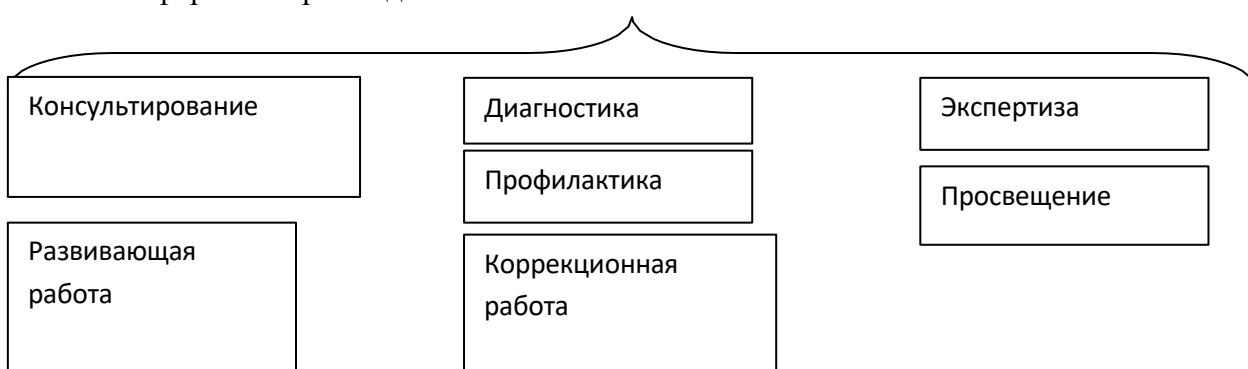 Консультирование
Диагностика
Экспертиза
Профилактика
Просвещение
Развивающая
работа
Коррекционная
работа